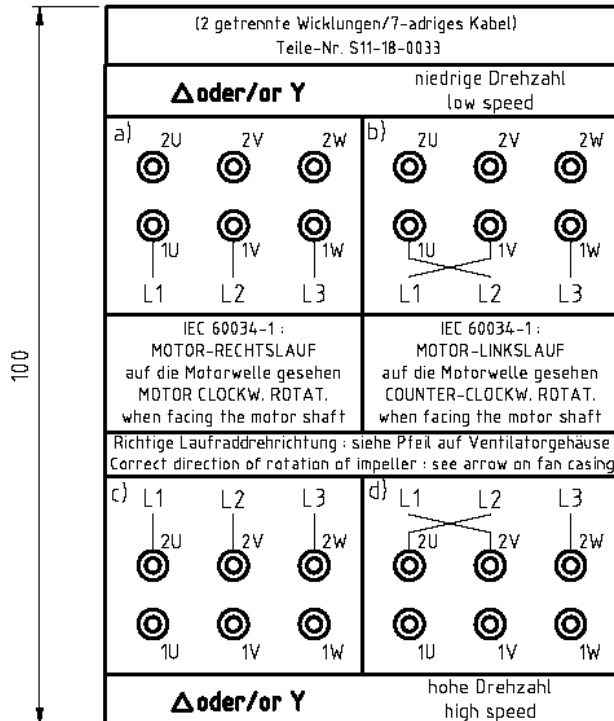 (2 getrennte Wicklungen/7-adriges Kabel)
Teile-Nr. S11-18-0033
Δ oder/or Y
niedrige Drehzahl
low speed
a)
2U 2V 2W
1U 1V 1W
L1 L2 L3
b)
2U 2V 2W
1U 1V 1W
L1 L2 L3
IEC 60034-1 :
MOTOR-RECHTSLAUF
auf die Motorwelle gesehen
MOTOR CLOCKW. ROTAT.
when facing the motor shaft
IEC 60034-1 :
MOTOR-LINKSLAUF
auf die Motorwelle gesehen
COUNTER-CLOCKW. ROTAT.
when facing the motor shaft
100
Richtige Laufraddrehrichtung : siehe Pfeil auf Ventilatorgehäuse
Correct direction of rotation of impeller : see arrow on fan casing
c)
L1 L2 L3
2U 2V 2W
1U 1V 1W
d)
L1 L2 L3
2U 2V 2W
1U 1V 1W
Δ oder/or Y
hohe Drehzahl
high speed